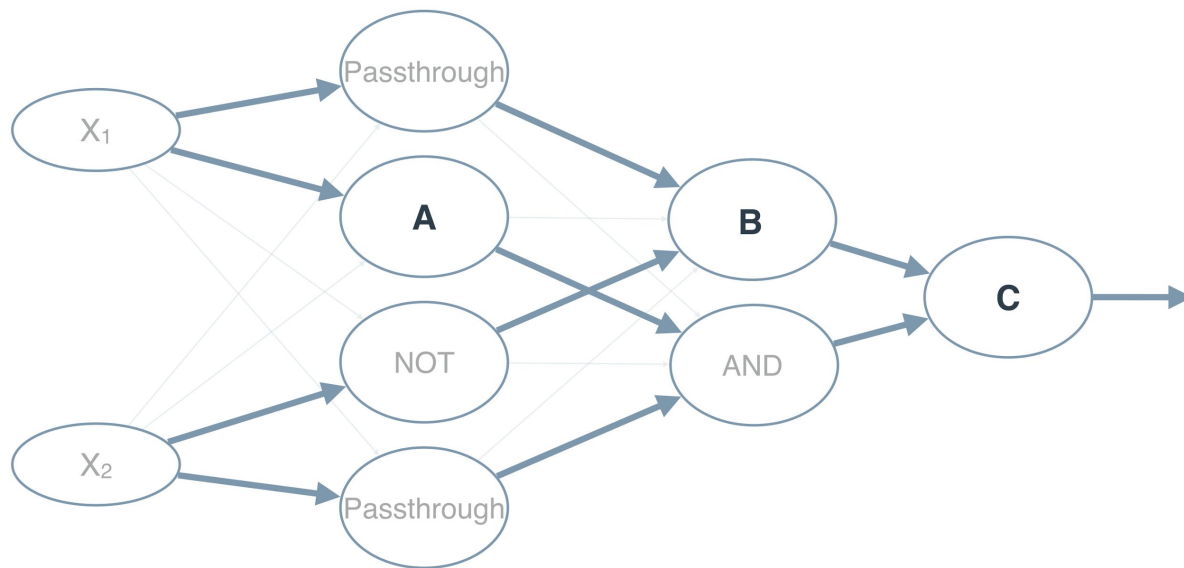 Passthrough
X₁
A
B
C
NOT
AND
X₂
Passthrough